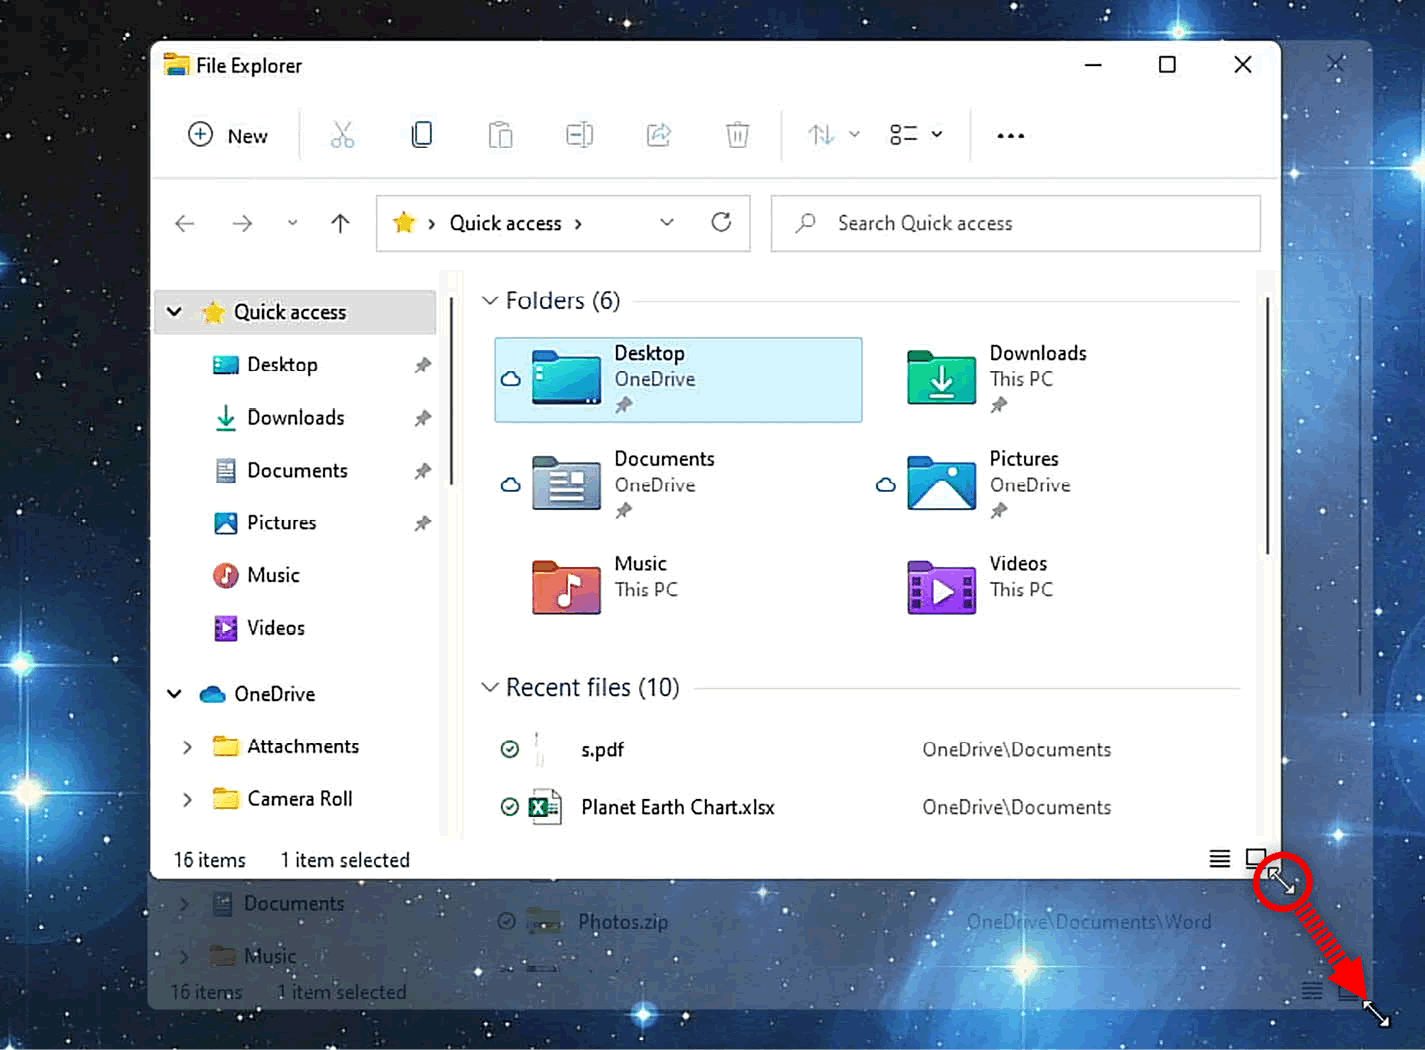 File Explorer
New
Quick access
Search Quick access
Quick access
Desktop
Downloads
Documents
Pictures
Music
Videos
OneDrive
Attachments
Camera Roll
Folders (6)
Desktop
OneDrive
Downloads
This PC
Documents
OneDrive
Pictures
OneDrive
Music
This PC
Videos
This PC
Recent files (10)
s.pdf OneDrive\Documents
Planet Earth Chart.xlsx OneDrive\Documents
16 items 1 item selected
Documents
Photos.zip OneDrive\Documents\Word
Music
16 items 1 item selected